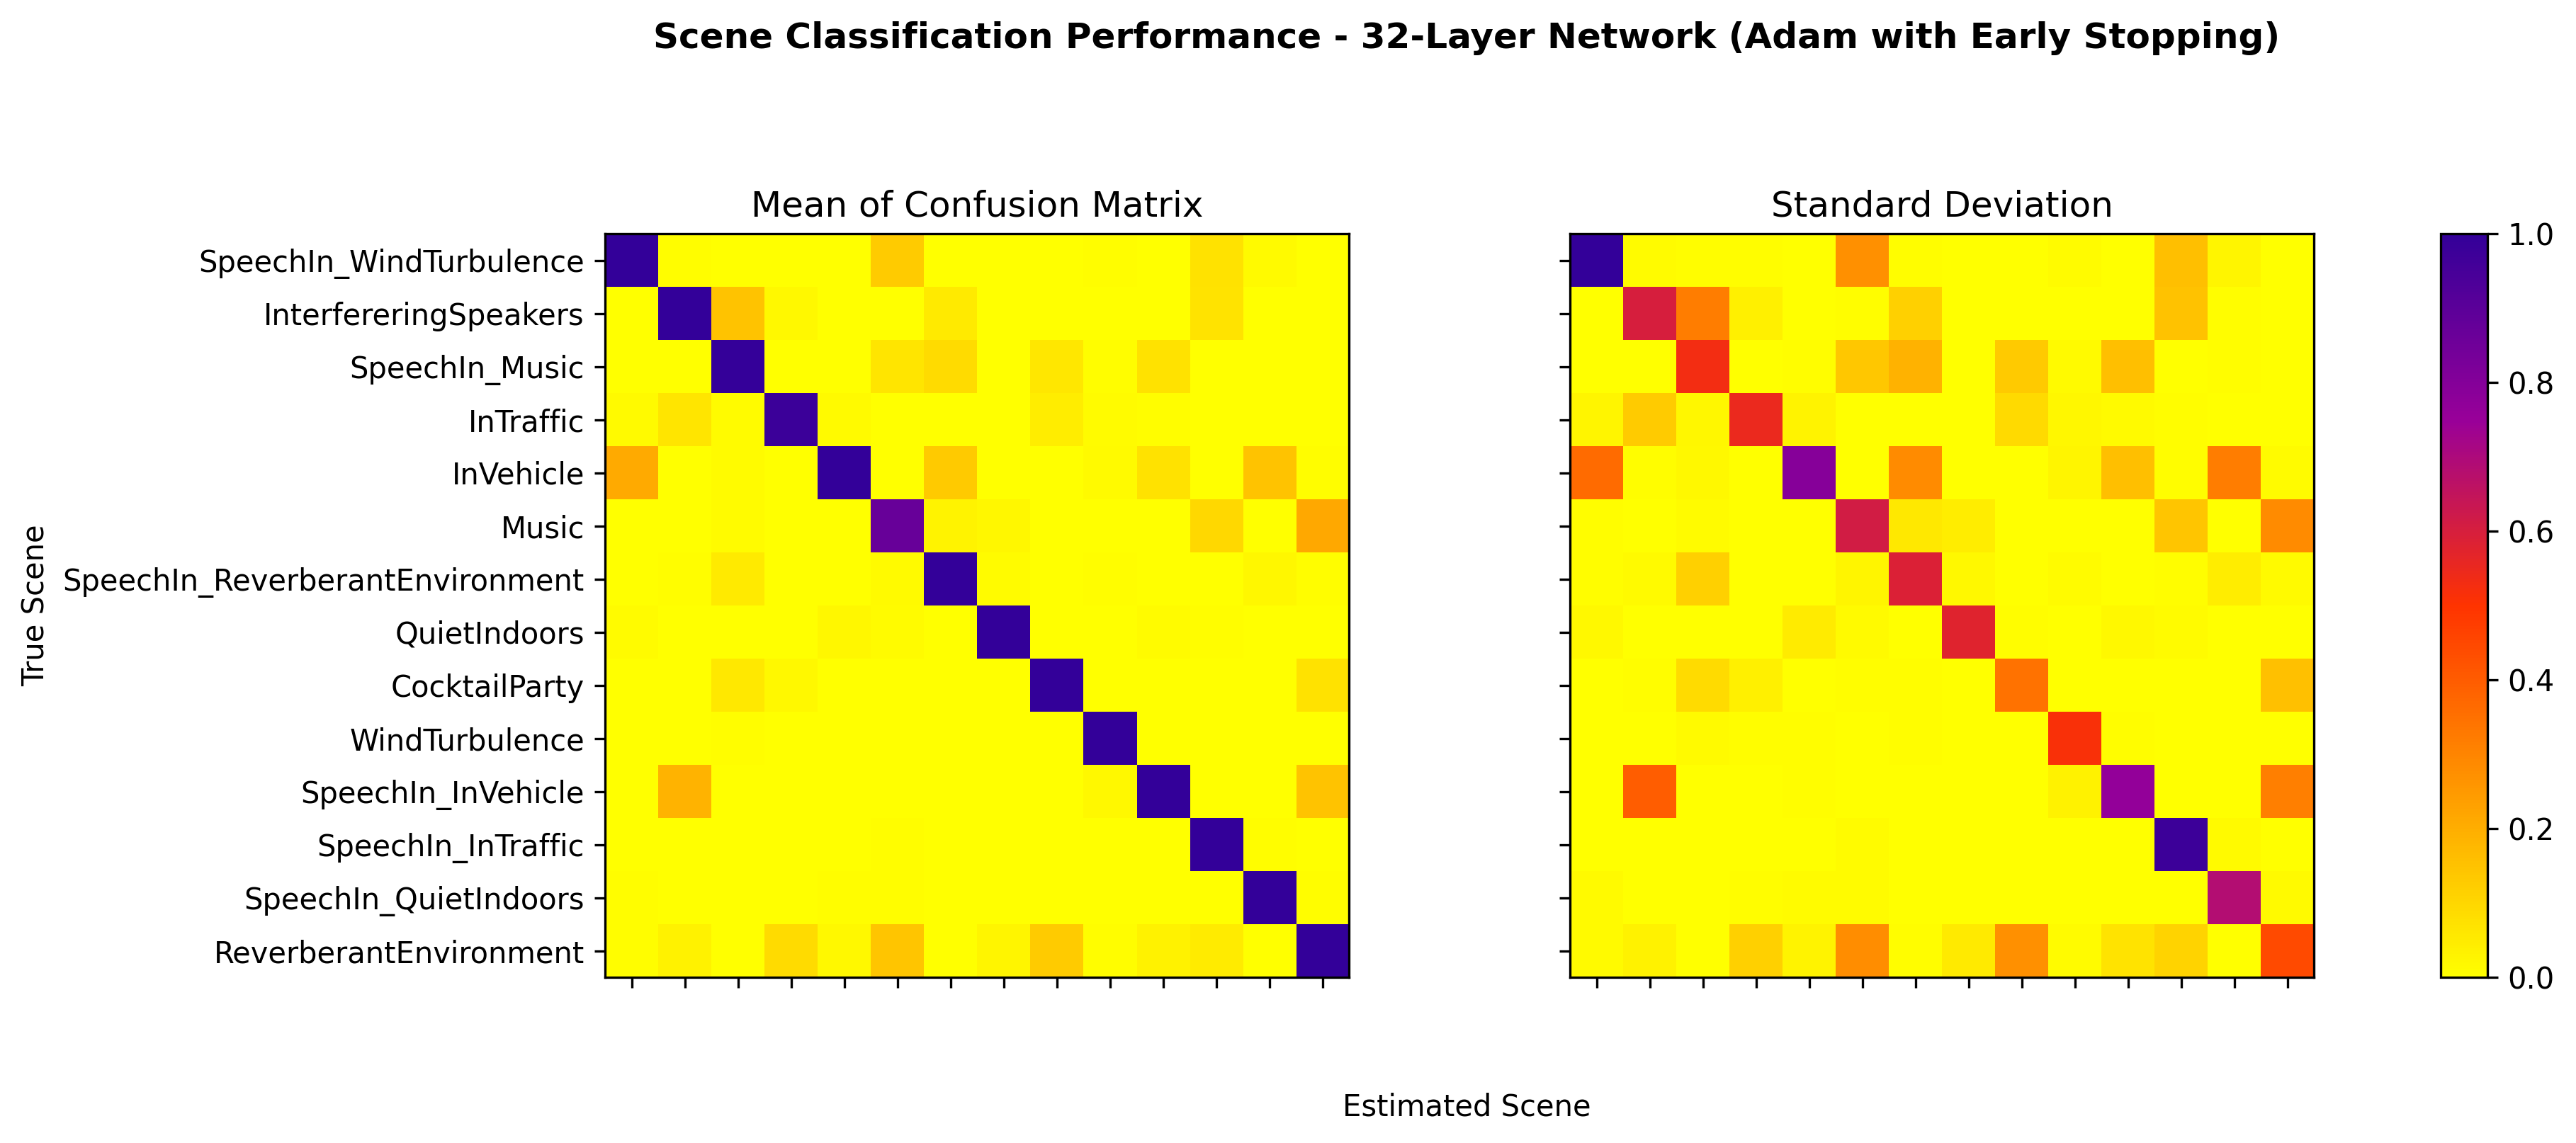 Scene Classification Performance - 32-Layer Network (Adam with Early Stopping)
Mean of Confusion Matrix
Standard Deviation
True Scene
SpeechIn_WindTurbulence
InterfereringSpeakers
SpeechIn_Music
InTraffic
InVehicle
Music
SpeechIn_ReverberantEnvironment
QuietIndoors
CocktailParty
WindTurbulence
SpeechIn_InVehicle
SpeechIn_InTraffic
SpeechIn_QuietIndoors
ReverberantEnvironment
1.0
0.8
0.6
0.4
0.2
0.0
Estimated Scene